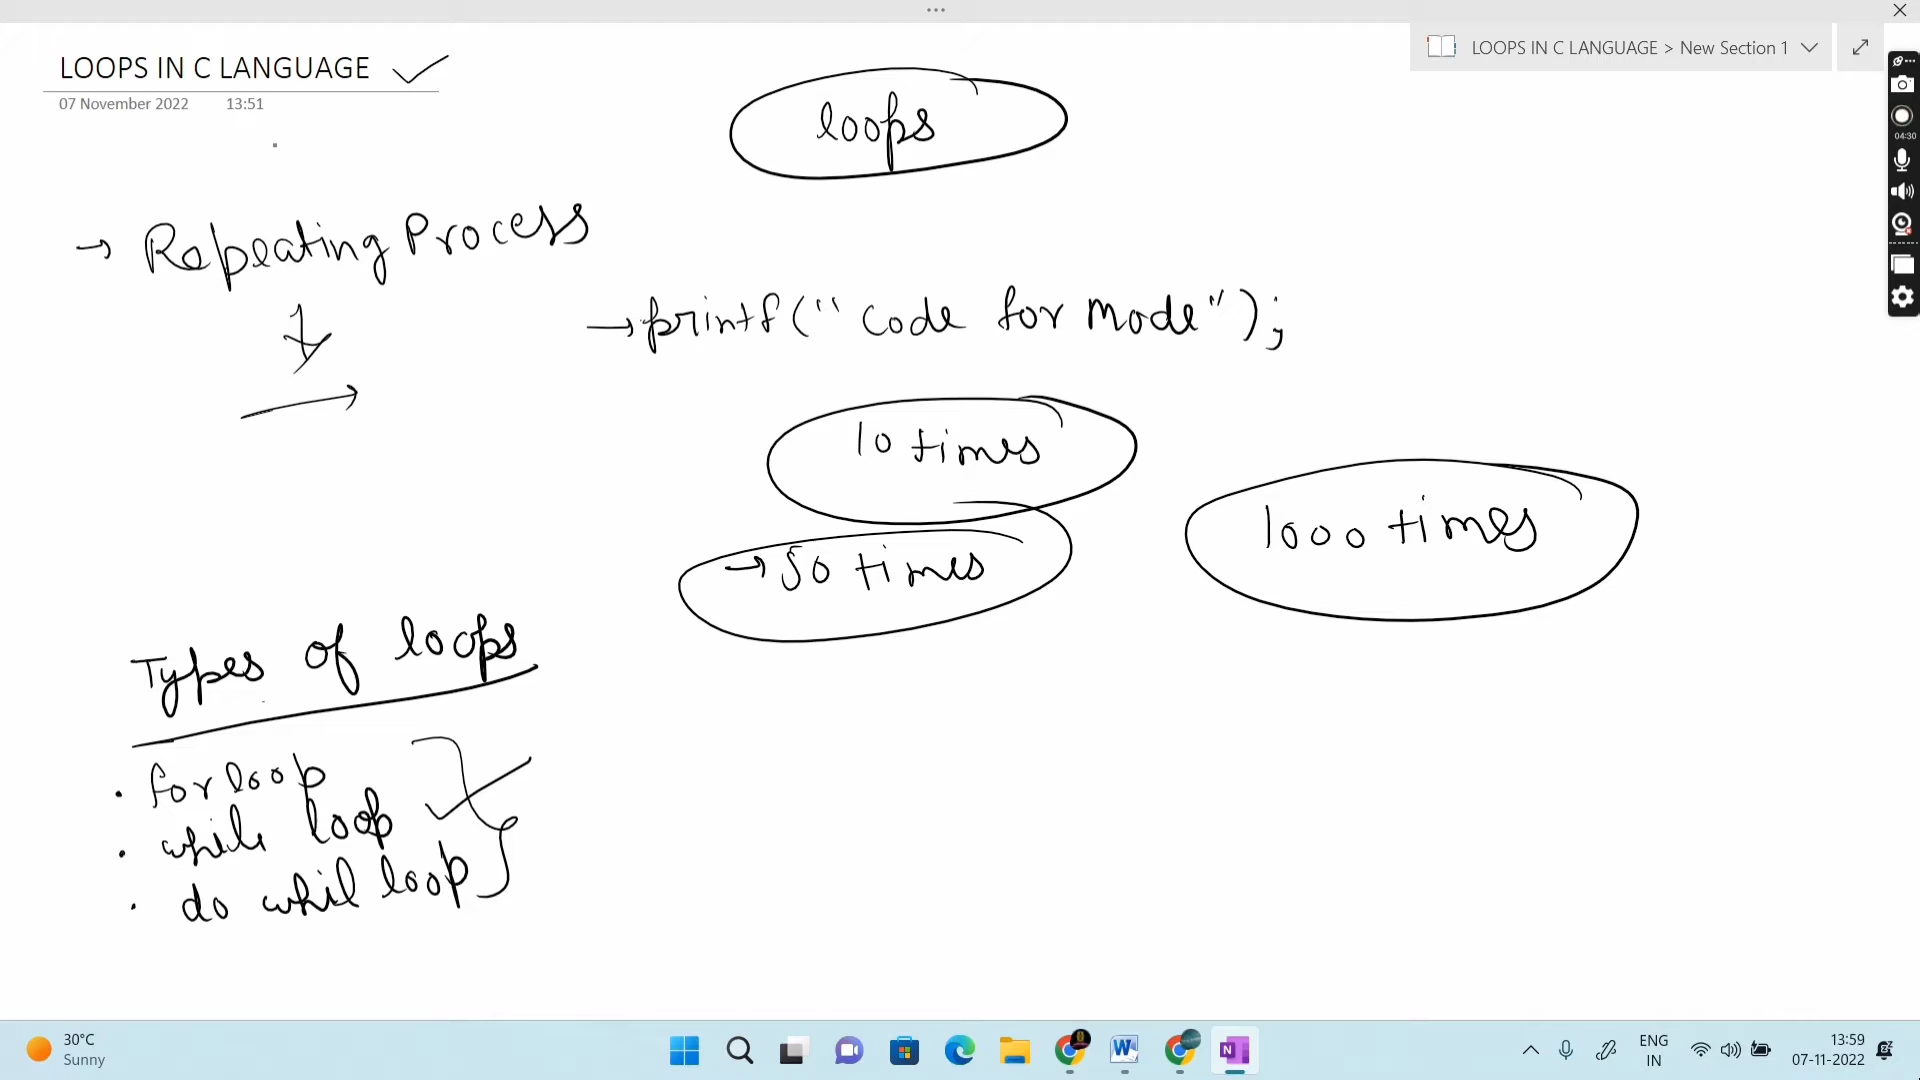 LOOPS IN C LANGUAGE > New Section 1
LOOPS IN C LANGUAGE
07 November 2022 13:51
loops
04:30
→ Repeating Process
→ printf("code for mode");
10 times
1000 times
→ 50 times
Types of loops
· for loop
· while loop
· do whil loop
30°C
Sunny
ENG
IN
13:59
07-11-2022